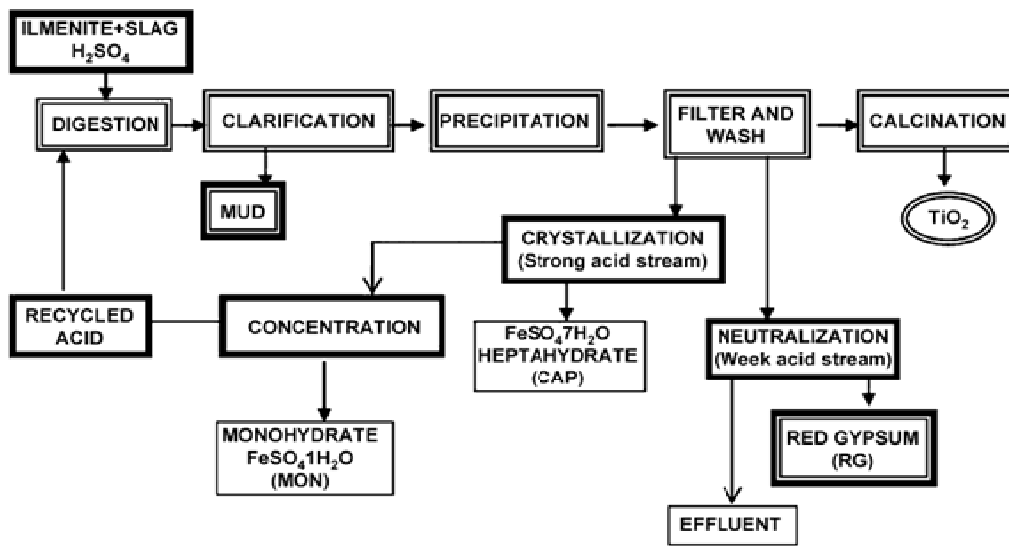 ILMENITE+SLAG
H₂SO₄
DIGESTION
CLARIFICATION
PRECIPITATION
FILTER AND
WASH
CALCINATION
MUD
TiO₂
CRYSTALLIZATION
(Strong acid stream)
RECYCLED
ACID
CONCENTRATION
FeSO₄7H₂O
HEPTAHYDRATE
(CAP)
NEUTRALIZATION
(Week acid stream)
MONOHYDRATE
FeSO₄1H₂O
(MON)
RED GYPSUM
(RG)
EFFLUENT